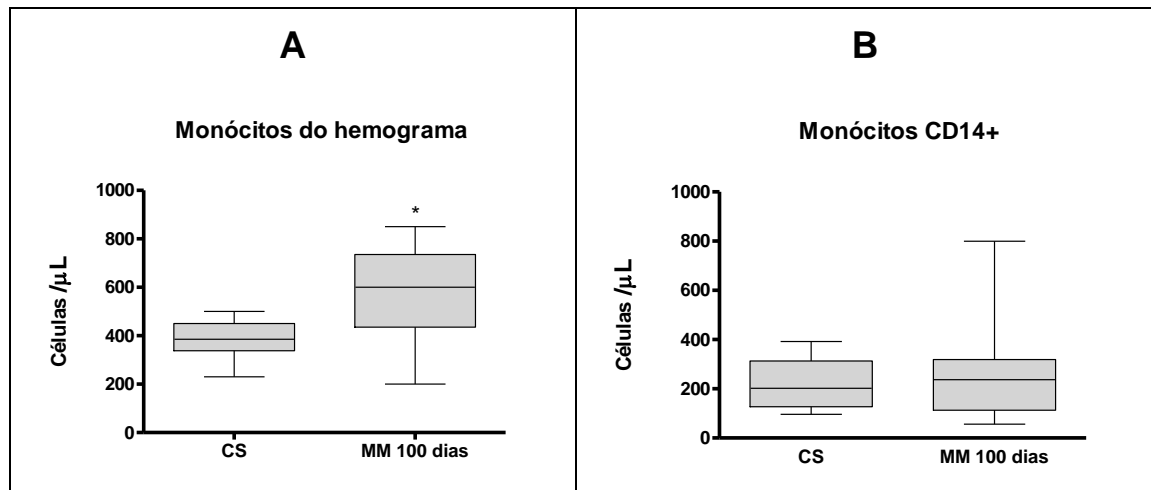 A
Monócitos do hemograma
1000
800
600
400
200
0
Células /μL
*
CS
MM 100 dias
B
Monócitos CD14+
1000
800
600
400
200
0
Células /μL
CS
MM 100 dias